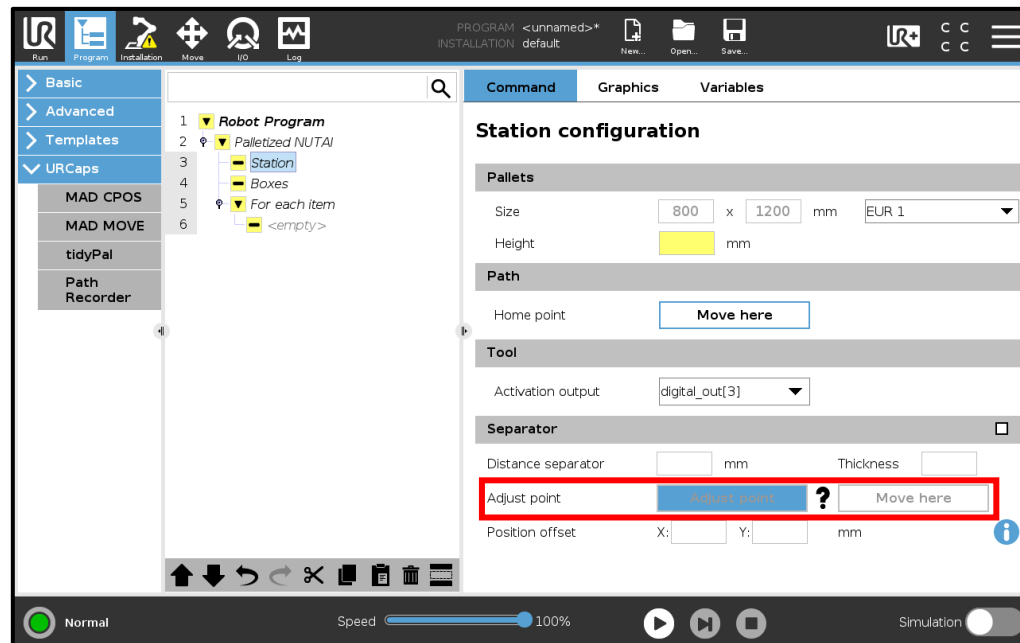 PROGRAM <unnamed>*
INSTALLATION default
UR
UR+
C C
C C
Run Program Installation Move I/O Log New... Open... Save...
Basic
Advanced
Templates
URCaps
MAD CPOS
MAD MOVE
tidyPal
Path
Recorder
1 Robot Program
2 Palletized NUTAI
3 Station
4 Boxes
5 For each item
6 <empty>
Command Graphics Variables
Station configuration
Pallets
Size 800 x 1200 mm EUR 1
Height mm
Path
Home point Move here
Tool
Activation output digital_out[3]
Separator
Distance separator mm Thickness
Adjust point Adjust point ? Move here
Position offset X: Y: mm i
Normal Speed 100% Simulation